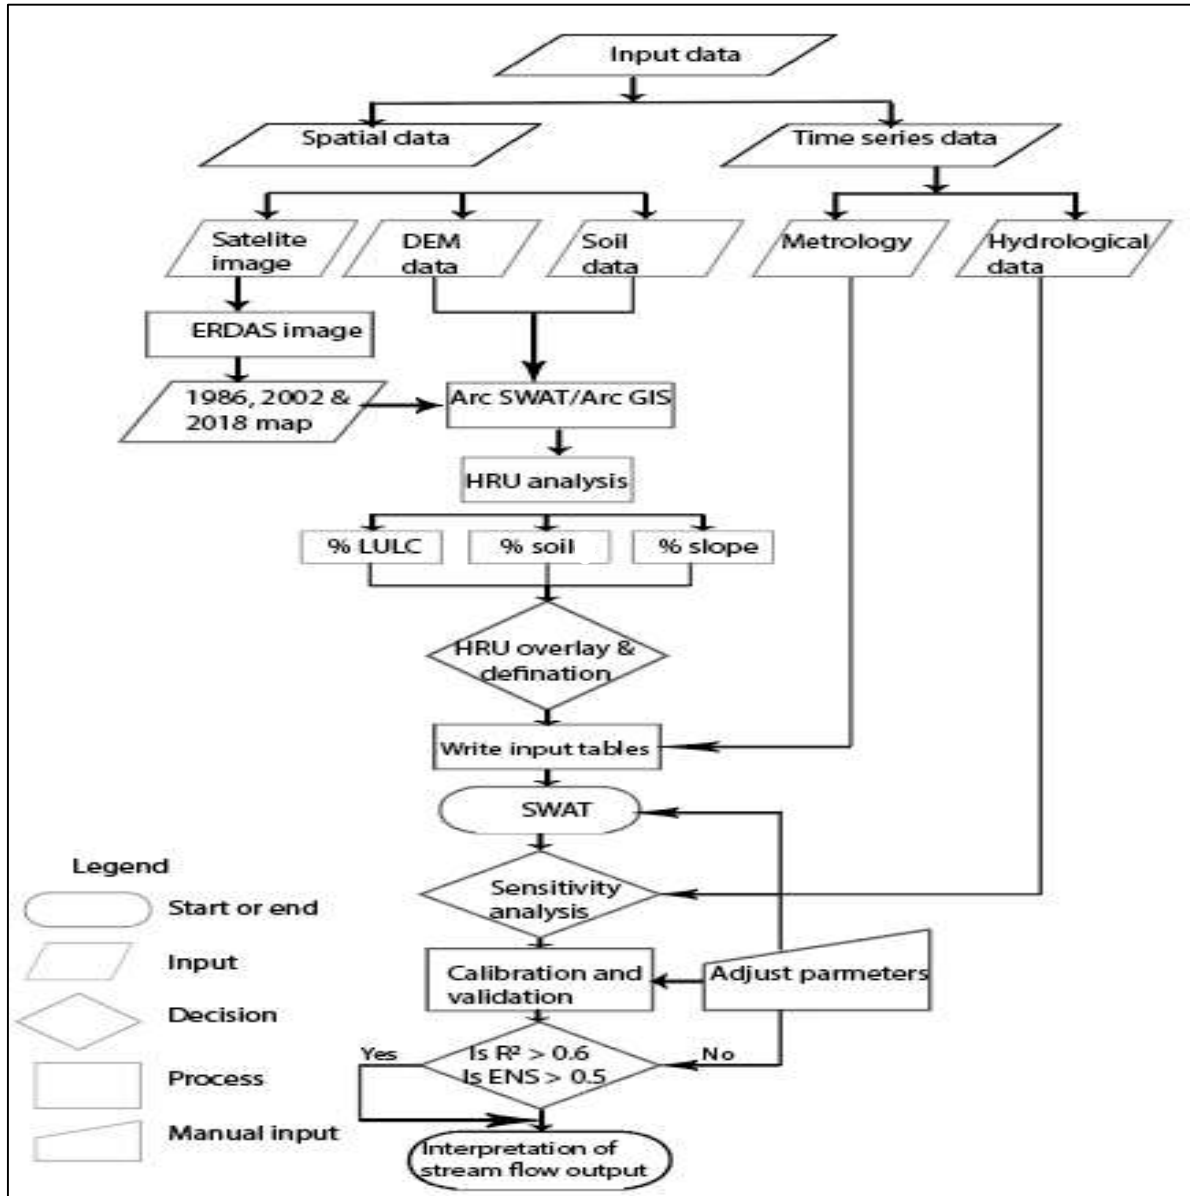 Input data
Spatial data
Time series data
Satelite
image
DEM
data
Soil
data
Metrology
Hydrological
data
ERDAS image
1986, 2002 &
2018 map
Arc SWAT/Arc GIS
HRU analysis
% LULC
% soil
% slope
HRU overlay &
defination
Write input tables
SWAT
Sensitivity
analysis
Calibration and
validation
Adjust parmeters
Yes
Is R² > 0.6
Is ENS > 0.5
No
Interpretation of
stream flow output
Legend
Start or end
Input
Decision
Process
Manual input